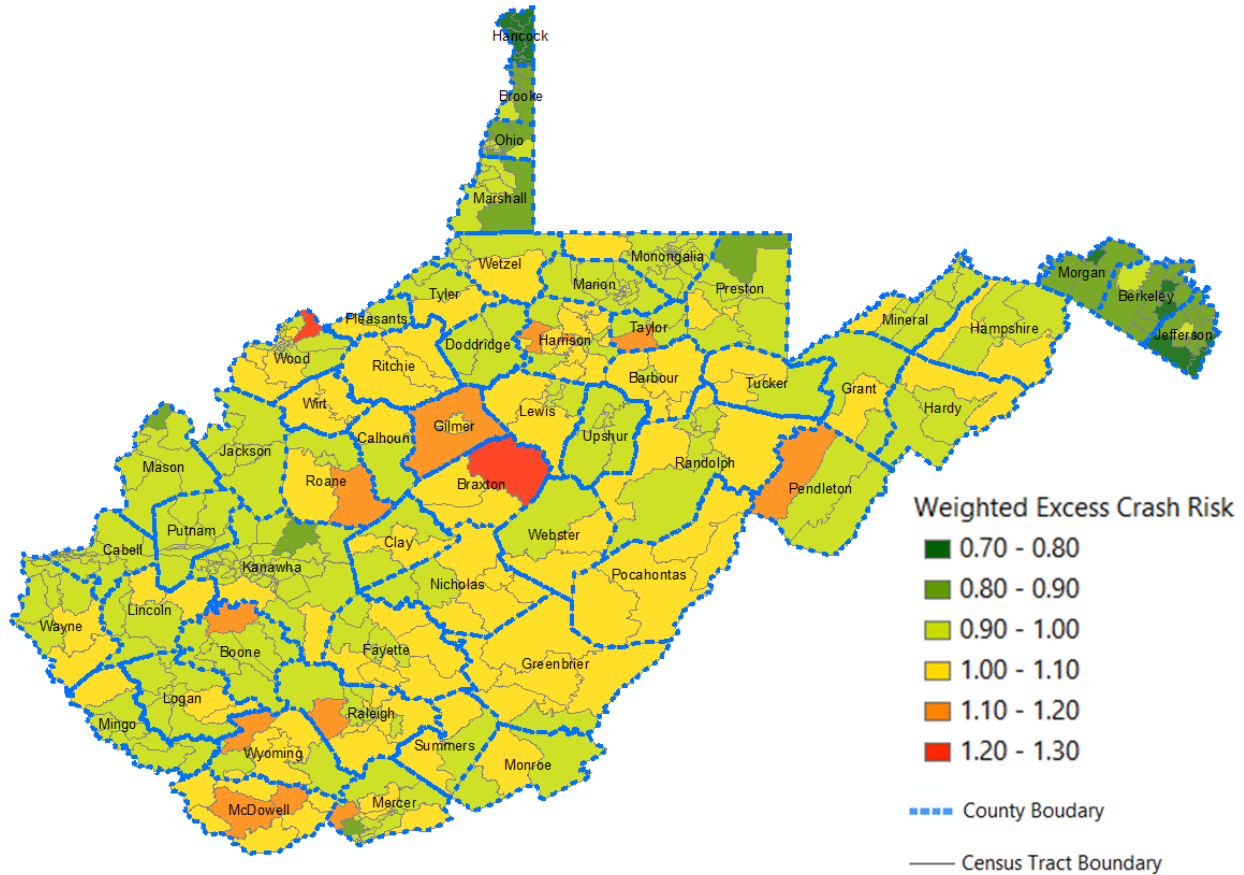 Hancock
Brooke
Ohio
Marshall
Wetzel
Monongalia
Marion
Preston
Tyler
Pleasants
Doddridge
Harrison
Taylor
Wood
Ritchie
Barbour
Tucker
Mineral
Hampshire
Morgan
Berkeley
Jefferson
Grant
Hardy
Wirt
Calhoun
Gilmer
Lewis
Upshur
Randolph
Pendleton
Mason
Jackson
Roane
Braxton
Putnam
Cabell
Kanawha
Clay
Webster
Nicholas
Pocahontas
Wayne
Lincoln
Boone
Fayette
Greenbrier
Logan
Mingo
Raleigh
Wyoming
Summers
Monroe
McDowell
Mercer
Weighted Excess Crash Risk
0.70 - 0.80
0.80 - 0.90
0.90 - 1.00
1.00 - 1.10
1.10 - 1.20
1.20 - 1.30
County Boudary
Census Tract Boundary